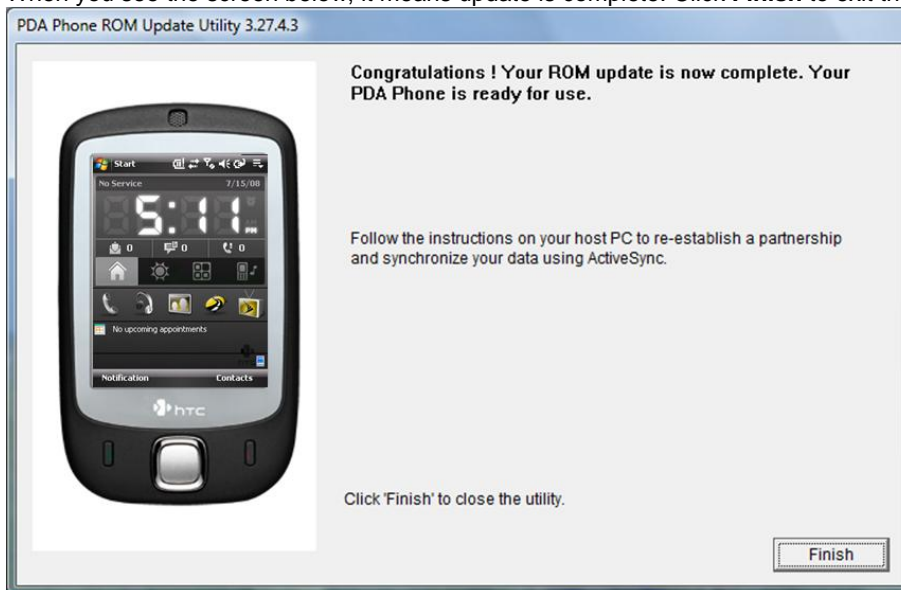 When you see the screen below, it means update is complete. Click Finish to exit the
PDA Phone ROM Update Utility 3.27.4.3
Congratulations ! Your ROM update is now complete. Your
PDA Phone is ready for use.
Start
No Service 7/15/08
5:11 PM
0 0 0
No upcoming appointments
Notification Contacts
hTC
Follow the instructions on your host PC to re-establish a partnership
and synchronize your data using ActiveSync.
Click 'Finish' to close the utility.
Finish